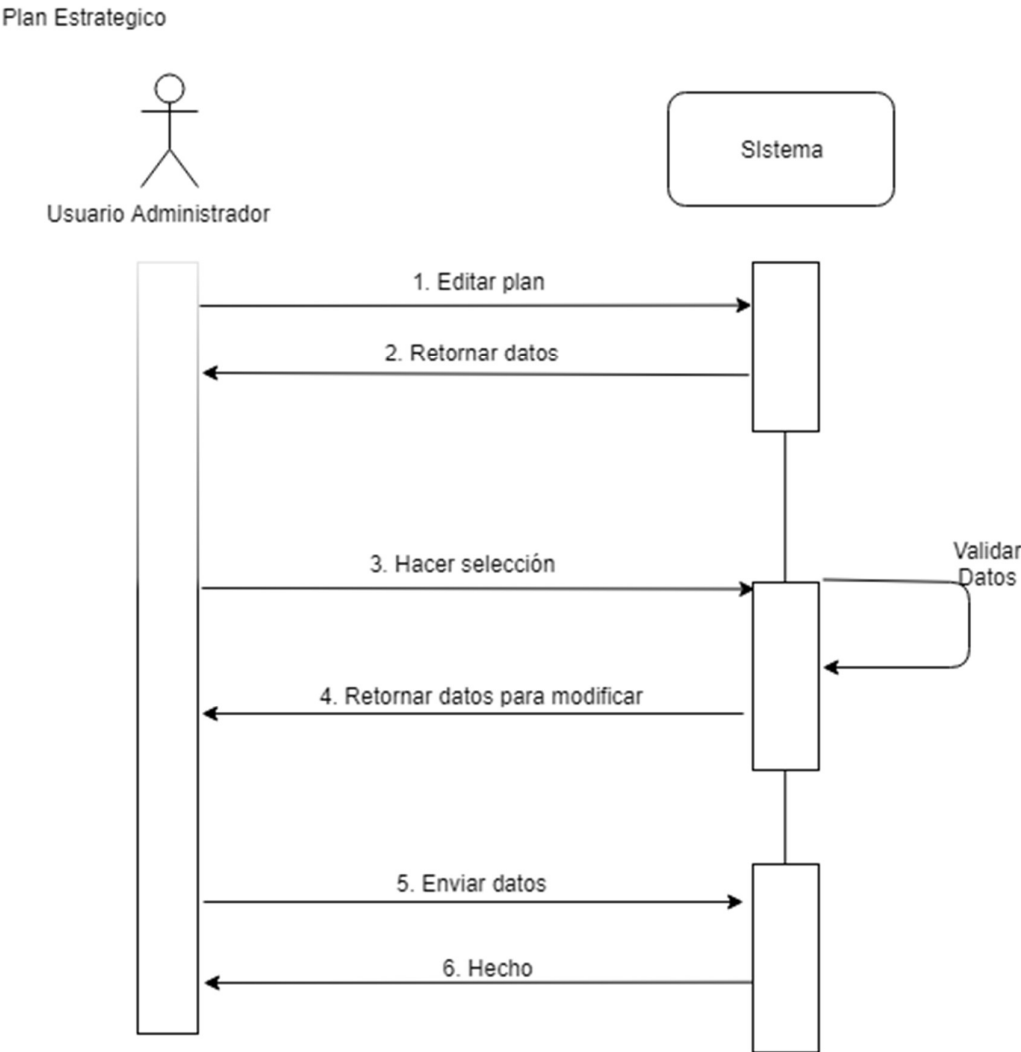 Plan Estrategico
SIstema
Usuario Administrador
1. Editar plan
2. Retornar datos
3. Hacer selección
Validar
Datos
4. Retornar datos para modificar
5. Enviar datos
6. Hecho